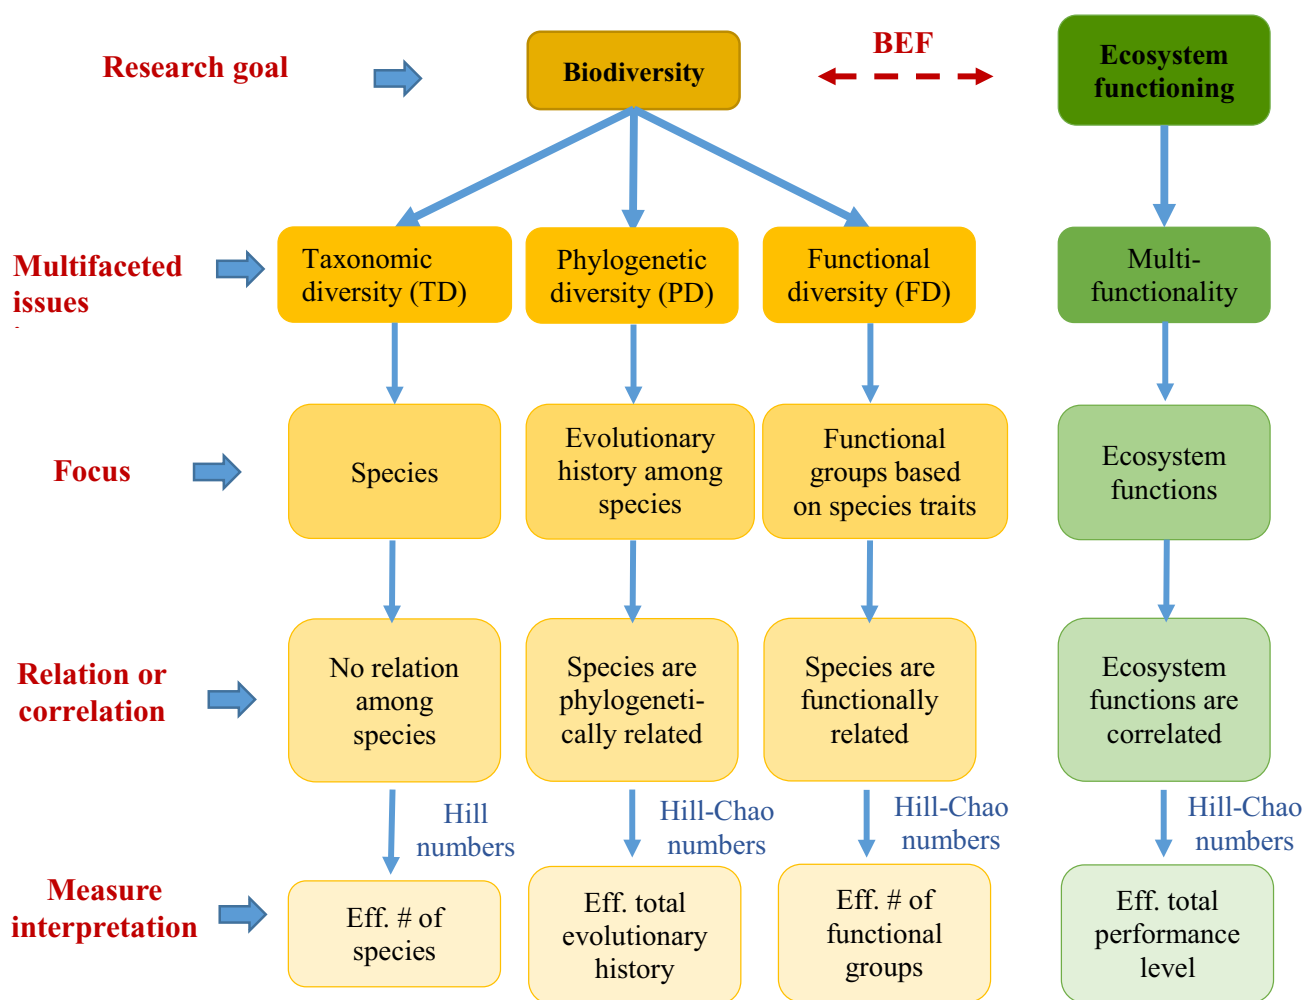 Research goal
Biodiversity
BEF
Ecosystem
functioning
Multifaceted
issues
Taxonomic
diversity (TD)
Phylogenetic
diversity (PD)
Functional
diversity (FD)
Multi-
functionality
Focus
Species
Evolutionary
history among
species
Functional
groups based
on species traits
Ecosystem
functions
Relation or
correlation
No relation
among
species
Species are
phylogeneti-
cally related
Species are
functionally
related
Ecosystem
functions are
correlated
Hill
numbers
Hill-Chao
numbers
Hill-Chao
numbers
Hill-Chao
numbers
Measure
interpretation
Eff. # of
species
Eff. total
evolutionary
history
Eff. # of
functional
groups
Eff. total
performance
level